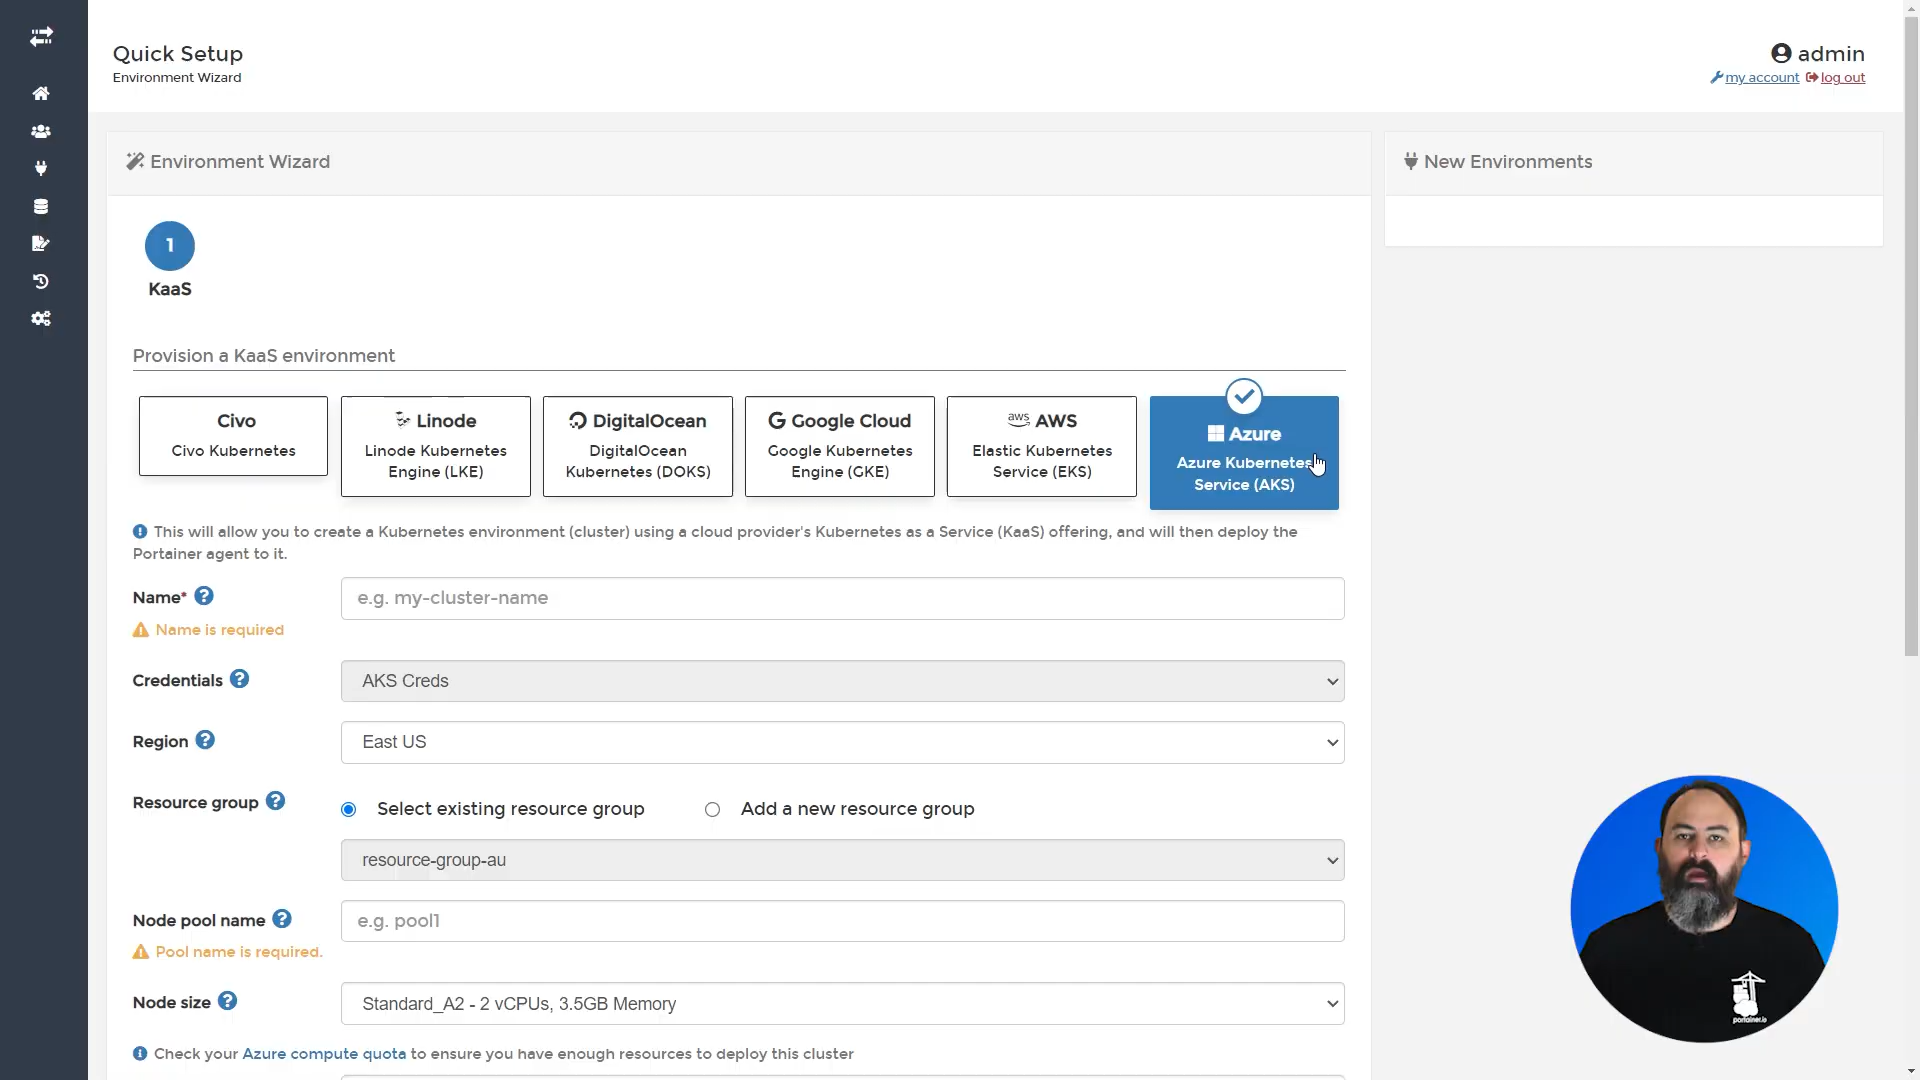 Quick Setup
Environment Wizard
admin
my account log out
Environment Wizard
New Environments
1
KaaS
Provision a KaaS environment
Civo
Civo Kubernetes
Linode
Linode Kubernetes
Engine (LKE)
DigitalOcean
DigitalOcean
Kubernetes (DOKS)
Google Cloud
Google Kubernetes
Engine (GKE)
aws AWS
Elastic Kubernetes
Service (EKS)
Azure
Azure Kubernetes
Service (AKS)
This will allow you to create a Kubernetes environment (cluster) using a cloud provider's Kubernetes as a Service (KaaS) offering, and will then deploy the
Portainer agent to it.
Name*
e.g. my-cluster-name
Name is required
Credentials
AKS Creds
Region
East US
Resource group
Select existing resource group
Add a new resource group
resource-group-au
Node pool name
e.g. pool1
Pool name is required.
Node size
Standard_A2 - 2 vCPUs, 3.5GB Memory
Check your Azure compute quota to ensure you have enough resources to deploy this cluster
portainer.io